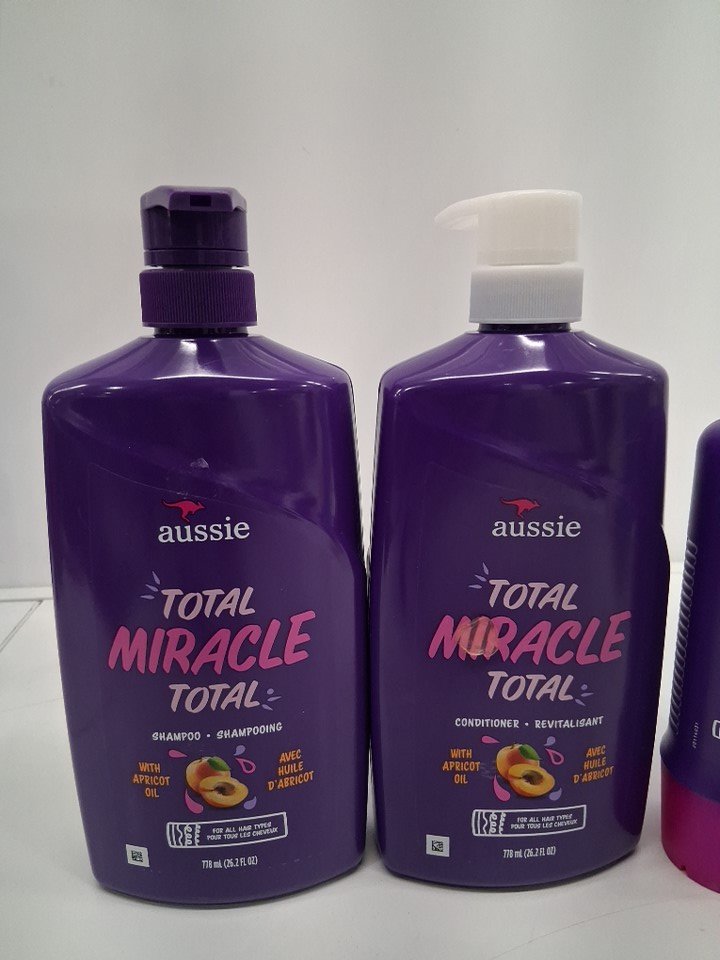 aussie
TOTAL
MIRACLE
TOTAL
SHAMPOO • SHAMPOOING
WITH
APRICOT
OIL
AVEC
HUILE
D'ABRICOT
FOR ALL HAIR TYPES
POUR TOUS LES CHEVEUX
778 mL (26.2 FL OZ)
aussie
TOTAL
MIRACLE
TOTAL
CONDITIONER • REVITALISANT
WITH
APRICOT
OIL
AVEC
HUILE
D'ABRICOT
FOR ALL HAIR TYPES
POUR TOUS LES CHEVEUX
778 mL (26.2 FL OZ)